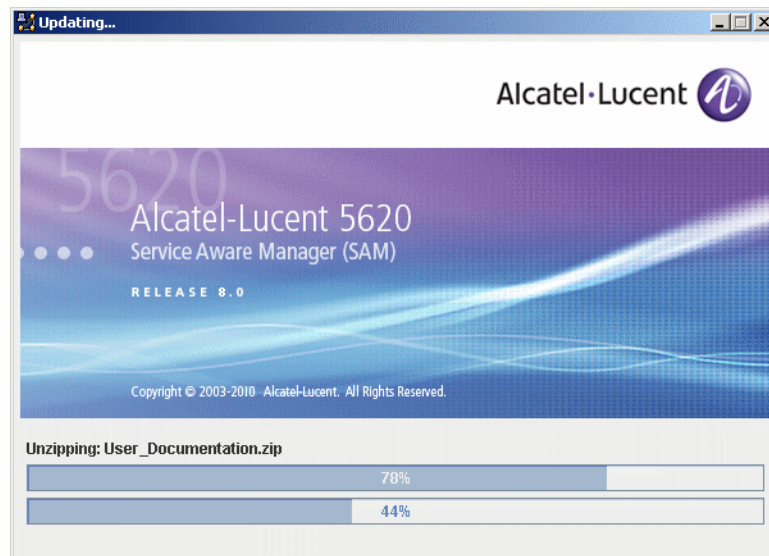 Updating...
Alcatel·Lucent
5620
Alcatel-Lucent 5620
Service Aware Manager (SAM)
RELEASE 8.0
Copyright © 2003-2010 Alcatel-Lucent. All Rights Reserved.
Unzipping: User_Documentation.zip
78%
44%